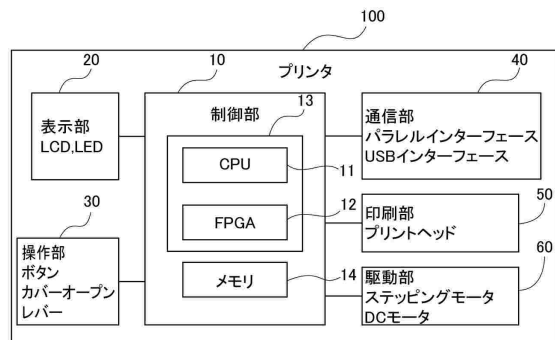 100
プリンタ
20
表示部
LCD,LED
10
制御部
13
CPU
11
FPGA
12
メモリ
14
30
操作部
ボタン
カバーオープン
レバー
40
通信部
パラレルインターフェース
USBインターフェース
50
印刷部
プリントヘッド
60
駆動部
ステッピングモータ
DCモータ